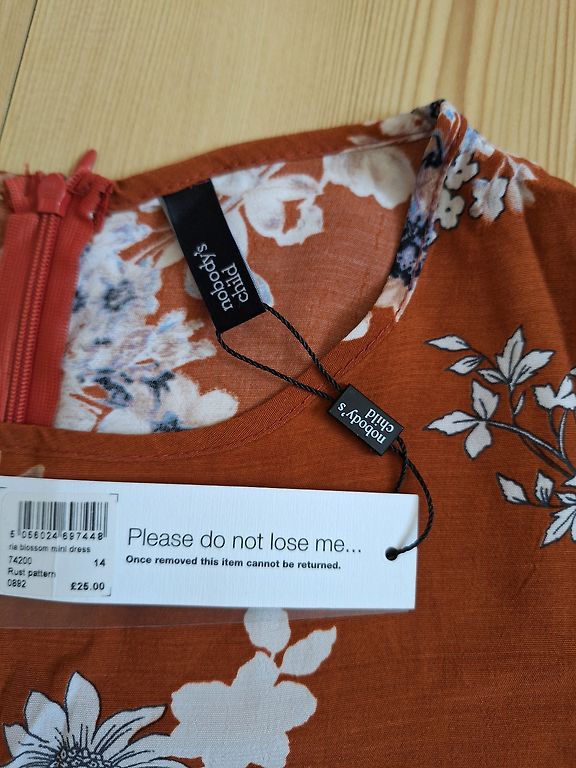 nobody's
child
nobody's
child
Please do not lose me...
Once removed this item cannot be returned.
5 056024 697448
ria blossom mini dress
74200 14
Rust pattern
0892 £25.00